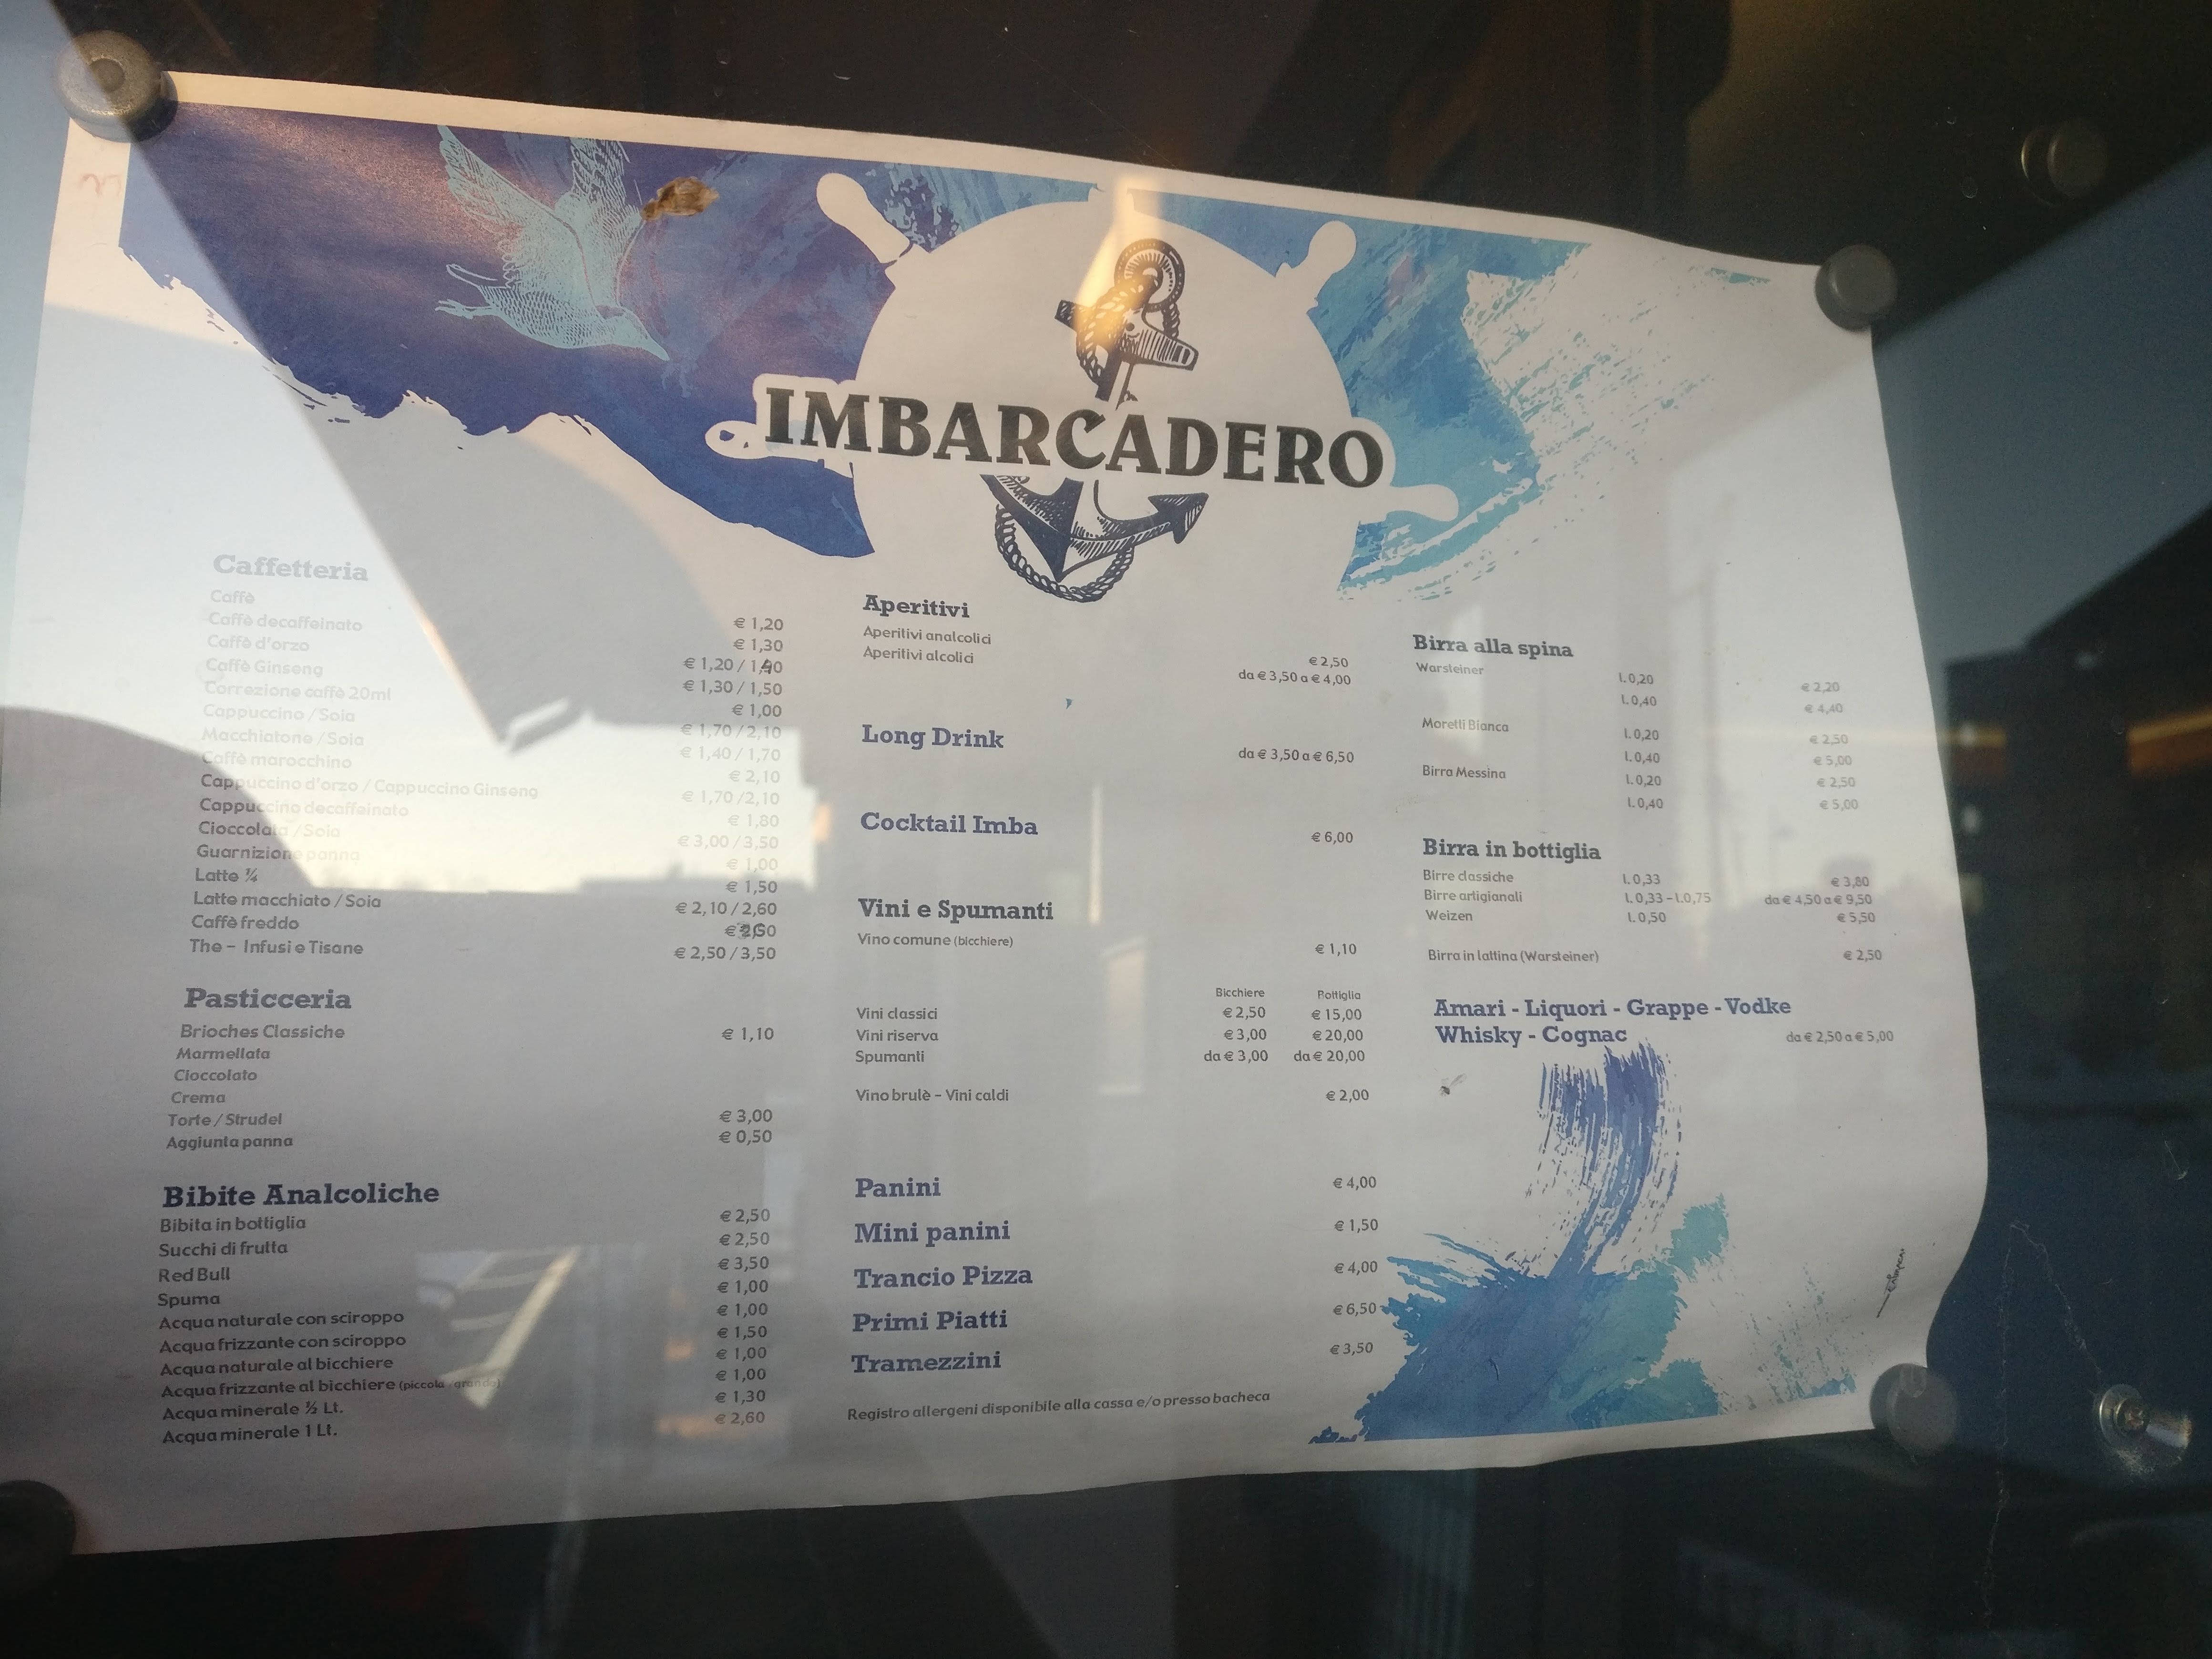 IMBARCADERO
Caffetteria
Caffè € 1,20
Caffè decaffeinato € 1,30
Caffè d'orzo € 1,20 / 1,40
Caffè Ginseng € 1,30 / 1,50
Correzione caffè 20ml € 1,00
Cappuccino / Soia € 1,70 / 2,10
Macchiatone / Soia € 1,40 / 1,70
Caffè marocchino € 2,10
Cappuccino d'orzo / Cappuccino Ginseng € 1,70 /2,10
Cappuccino decaffeinato € 1,80
Cioccolata / Soia € 3,00 / 3,50
Guarnizione panna € 1,00
Latte ¼ € 1,50
Latte macchiato / Soia € 2,10 / 2,60
Caffè freddo
The - Infusi e Tisane € 2,50 / 3,50
Pasticceria
Brioches Classiche € 1,10
Marmellata
Cioccolato
Crema
Torte / Strudel € 3,00
Aggiunta panna € 0,50
Bibite Analcoliche
Bibita in bottiglia € 2,50
Succhi di frutta € 2,50
Red Bull € 3,50
Spuma € 1,00
Acqua naturale con sciroppo € 1,00
Acqua frizzante con sciroppo € 1,50
Acqua naturale al bicchiere € 1,00
Acqua frizzante al bicchiere (piccola / grande) € 1,00
Acqua minerale ½ Lt. € 1,30
Acqua minerale 1 Lt. € 2,60
Aperitivi
Aperitivi analcolici € 2,50
Aperitivi alcolici da € 3,50 a € 4,00
Long Drink da € 3,50 a € 6,50
Cocktail Imba € 6,00
Vini e Spumanti
Vino comune (bicchiere) € 1,10
Bicchiere Bottiglia
Vini classici € 2,50 € 15,00
Vini riserva € 3,00 € 20,00
Spumanti da € 3,00 da € 20,00
Vino brulè - Vini caldi € 2,00
Panini € 4,00
Mini panini € 1,50
Trancio Pizza € 4,00
Primi Piatti € 6,50
Tramezzini € 3,50
Registro allergeni disponibile alla cassa e/o presso bacheca
Birra alla spina
Warsteiner l. 0,20 € 2,20
l. 0,40 € 4,40
Moretti Bianca l. 0,20 € 2,50
l. 0,40 € 5,00
Birra Messina l. 0,20 € 2,50
l. 0,40 € 5,00
Birra in bottiglia
Birre classiche l. 0,33 € 3,80
Birre artigianali l. 0,33 - l.0,75 da € 4,50 a € 9,50
Weizen l. 0,50 € 5,50
Birra in lattina (Warsteiner) € 2,50
Amari - Liquori - Grappe - Vodke
Whisky - Cognac da € 2,50 a € 5,00